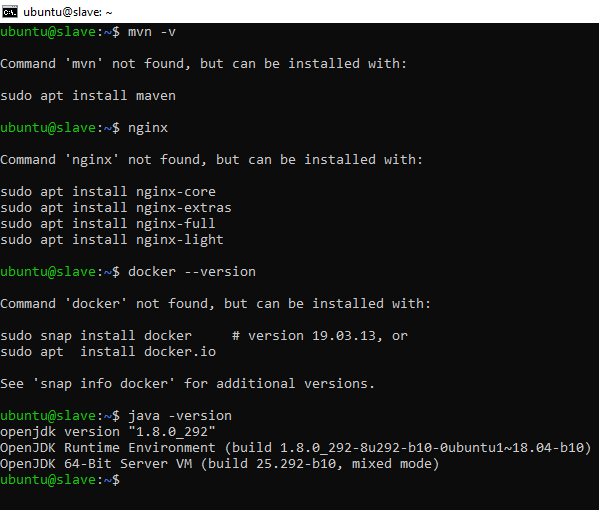 ubuntu@slave: ~
ubuntu@slave:~$ mvn -v
Command 'mvn' not found, but can be installed with:
sudo apt install maven
ubuntu@slave:~$ nginx
Command 'nginx' not found, but can be installed with:
sudo apt install nginx-core
sudo apt install nginx-extras
sudo apt install nginx-full
sudo apt install nginx-light
ubuntu@slave:~$ docker --version
Command 'docker' not found, but can be installed with:
sudo snap install docker     # version 19.03.13, or
sudo apt  install docker.io
See 'snap info docker' for additional versions.
ubuntu@slave:~$ java -version
openjdk version "1.8.0_292"
OpenJDK Runtime Environment (build 1.8.0_292-8u292-b10-0ubuntu1~18.04-b10)
OpenJDK 64-Bit Server VM (build 25.292-b10, mixed mode)
ubuntu@slave:~$